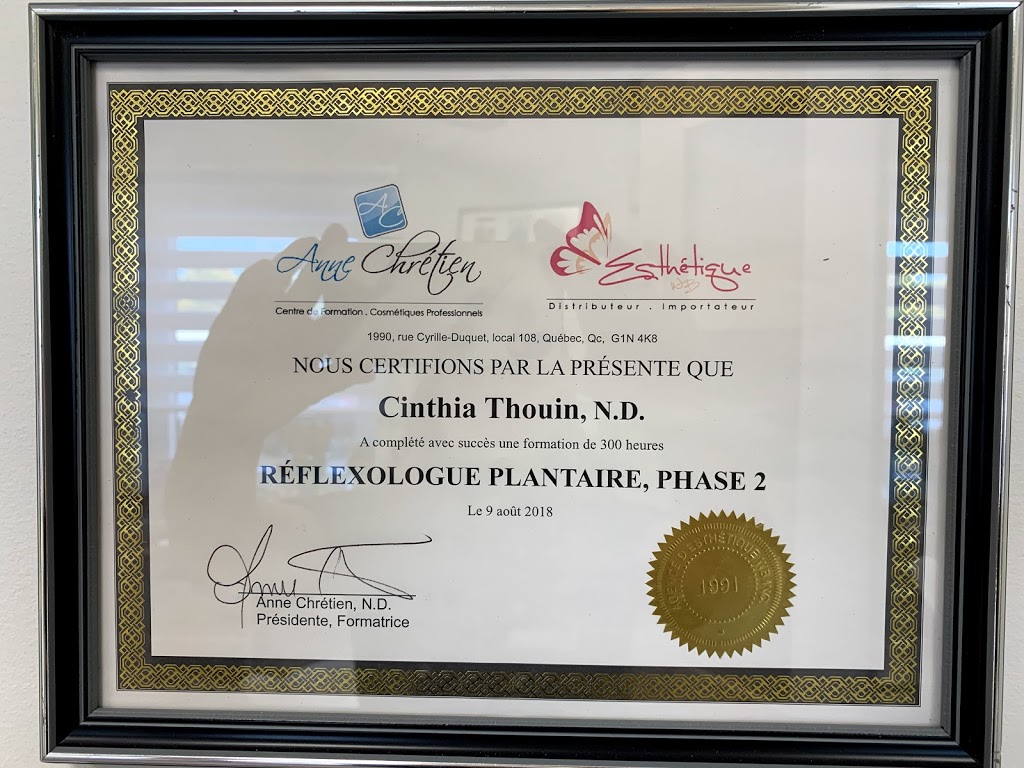 AC
Anne Chrétien
Centre de Formation . Cosmétiques Professionnels
Esthétique
Distributeur . Importateur
1990, rue Cyrille-Duquet, local 108, Québec, Qc, G1N 4K8
NOUS CERTIFIONS PAR LA PRÉSENTE QUE
Cinthia Thouin, N.D.
A complété avec succès une formation de 300 heures
RÉFLEXOLOGUE PLANTAIRE, PHASE 2
Le 9 août 2018
Anne Chrétien, N.D.
Présidente, Formatrice
1991